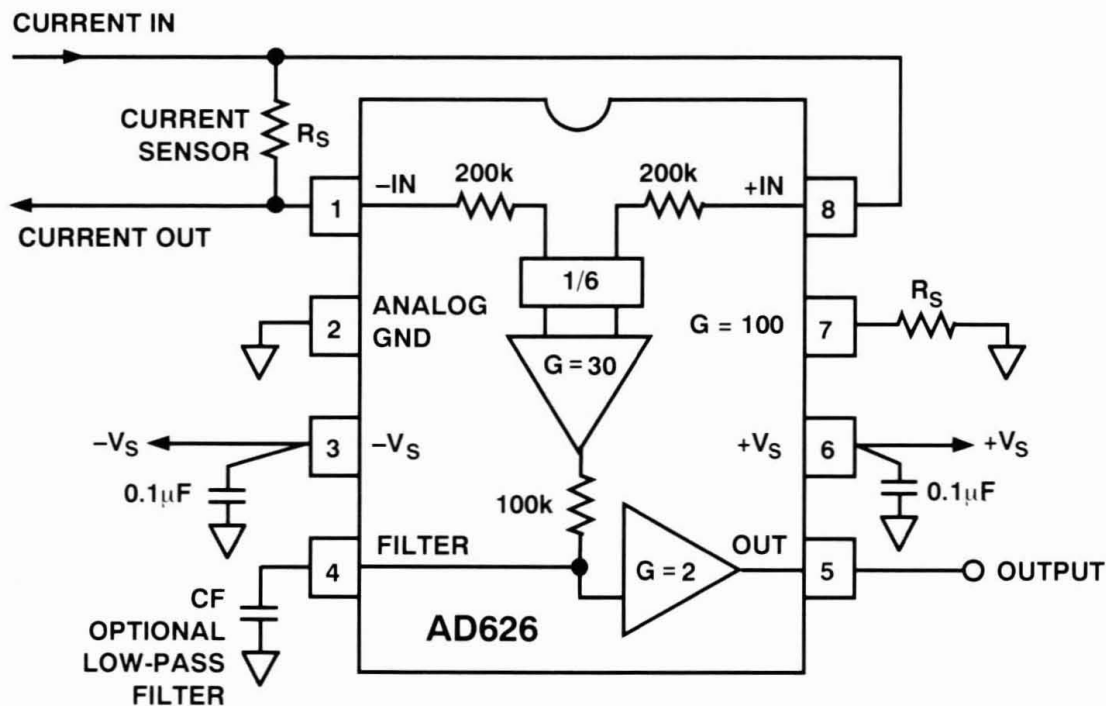 CURRENT IN
CURRENT
SENSOR
RS
CURRENT OUT
1
–IN
200k
200k
+IN
8
1/6
2
ANALOG
GND
G = 30
G = 100
7
RS
–VS
3
–VS
0.1µF
+VS
6
+VS
0.1µF
100k
4
FILTER
G = 2
OUT
5
OUTPUT
CF
OPTIONAL
LOW-PASS
FILTER
AD626